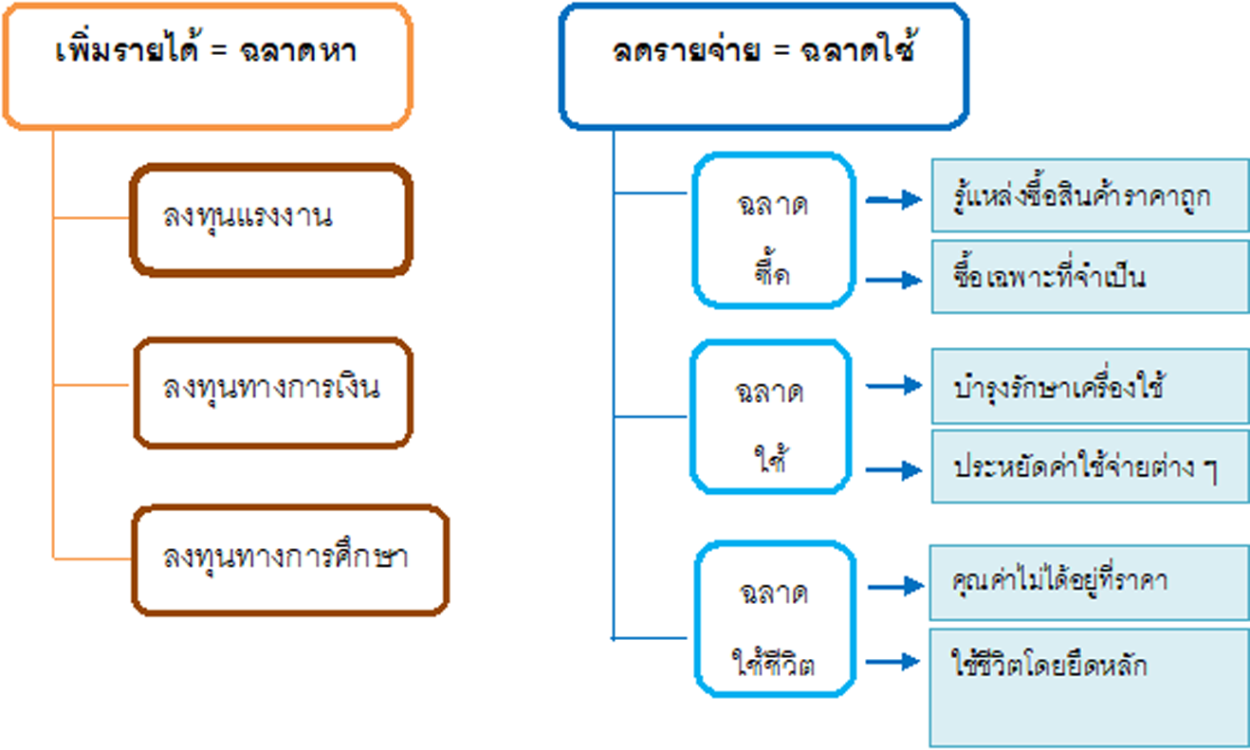 เพิ่มรายได้ = ฉลาดหา
ลงทุนแรงงาน
ลงทุนทางการเงิน
ลงทุนทางการศึกษา
ลดรายจ่าย = ฉลาดใช้
ฉลาด
ซื้ค
รู้แหล่งซื้อสินค้าราคาถูก
ซื้อเฉพาะที่จำเป็น
ฉลาด
ใช้
บำรุงรักษาเครื่องใช้
ประหยัดค่าใช้จ่ายต่าง ๆ
ฉลาด
ใช้ชีวิต
คุณค่าไม่ได้อยู่ที่ราคา
ใช้ชีวิตโดยยึดหลัก